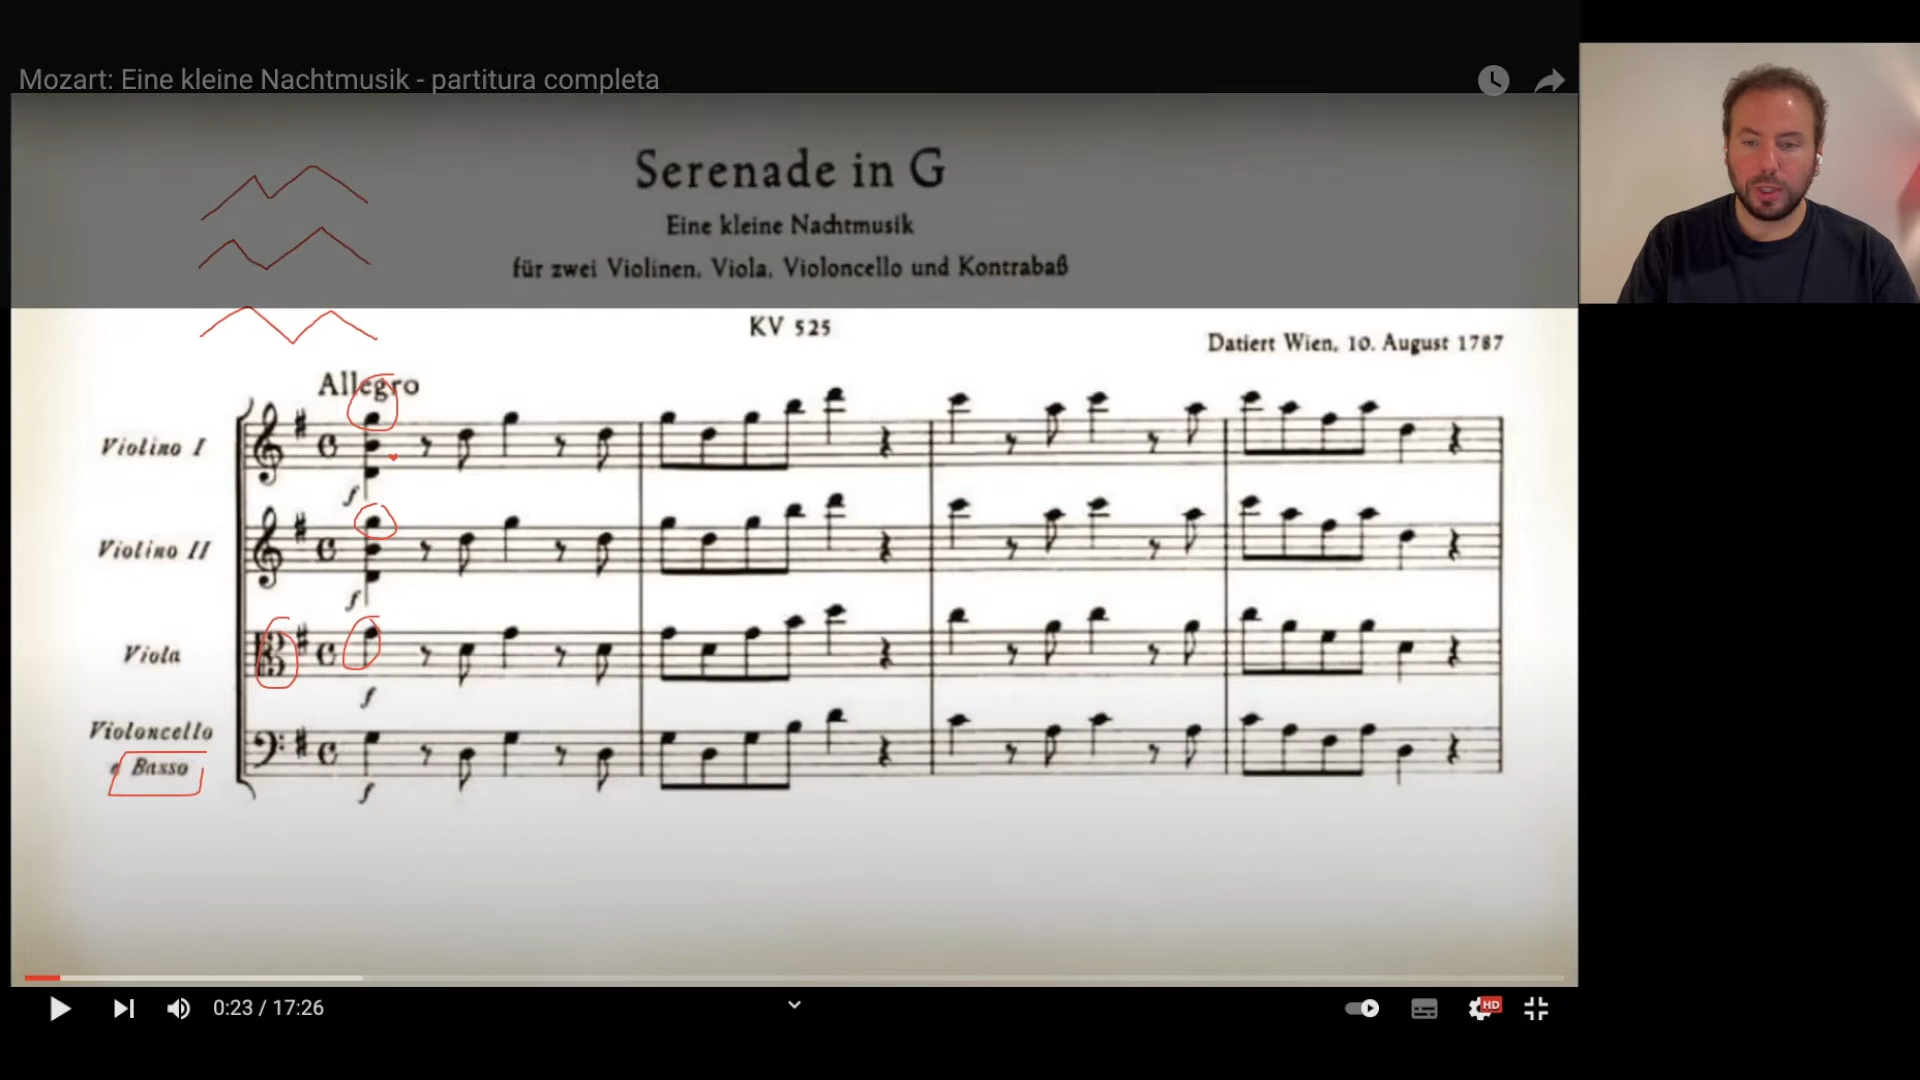 Mozart: Eine kleine Nachtmusik - partitura completa
Serenade in G
Eine kleine Nachtmusik
für zwei Violinen, Viola, Violoncello und Kontrabaß
KV 525
Datiert Wien, 10. August 1787
Allegro
Violino I
f
Violino II
f
Viola
f
Violoncello
e Basso
f
0:23 / 17:26
HD